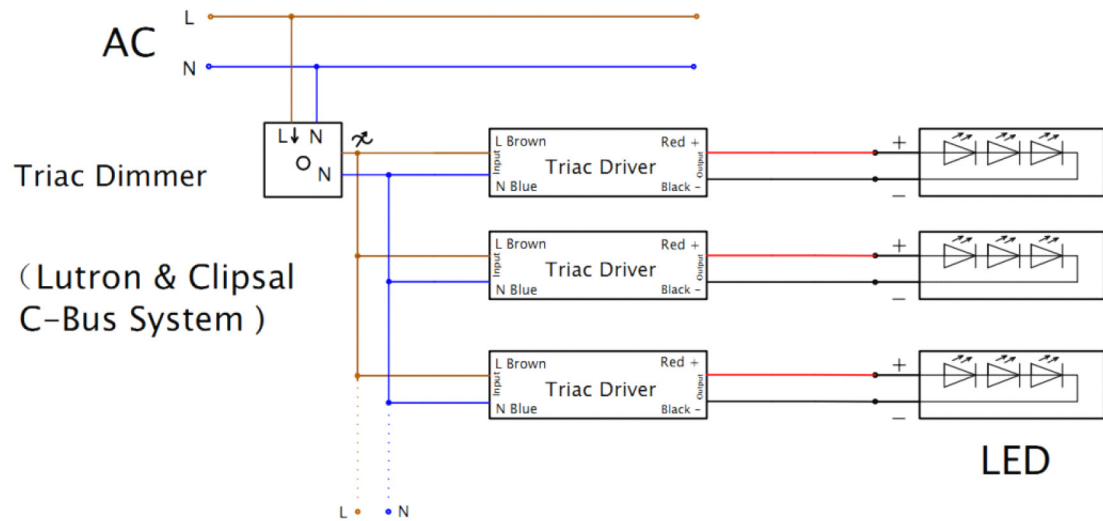 L
AC
N
L N
N
Triac Dimmer
(Lutron & Clipsal
C-Bus System )
L Brown
Red +
Input
Triac Driver
Output
N Blue
Black -
+
-
L Brown
Red +
Input
Triac Driver
Output
N Blue
Black -
+
-
L Brown
Red +
Input
Triac Driver
Output
N Blue
Black -
+
-
LED
L
N